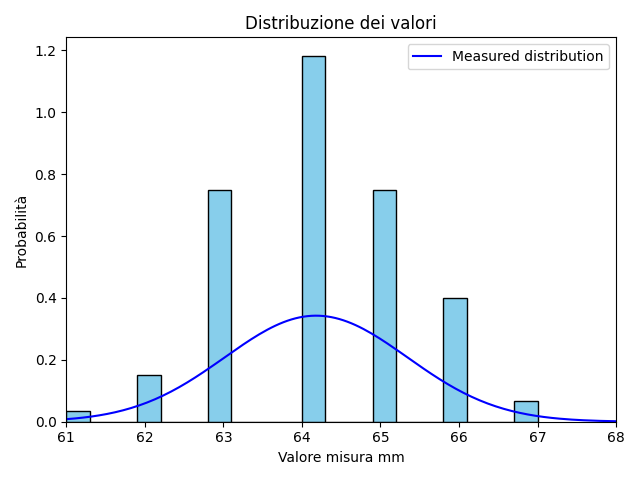 Distribuzione dei valori
Measured distribution
1.2
1.0
0.8
0.6
0.4
0.2
0.0
Probabilità
61 62 63 64 65 66 67 68
Valore misura mm